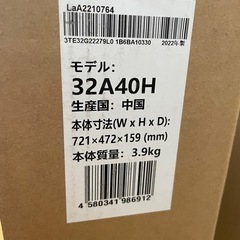 LaA2210764
3TE32G22279L0 1B6BA10330 2022年製
モデル:
32A40H
生産国: 中国
本体寸法(W x H x D):
721×472×159 (mm)
本体質量: 3.9kg
4 580341 986912